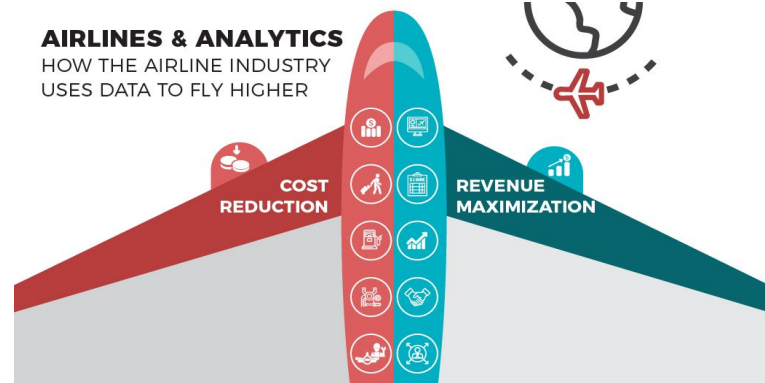 AIRLINES & ANALYTICS
HOW THE AIRLINE INDUSTRY
USES DATA TO FLY HIGHER
COST
REDUCTION
REVENUE
MAXIMIZATION